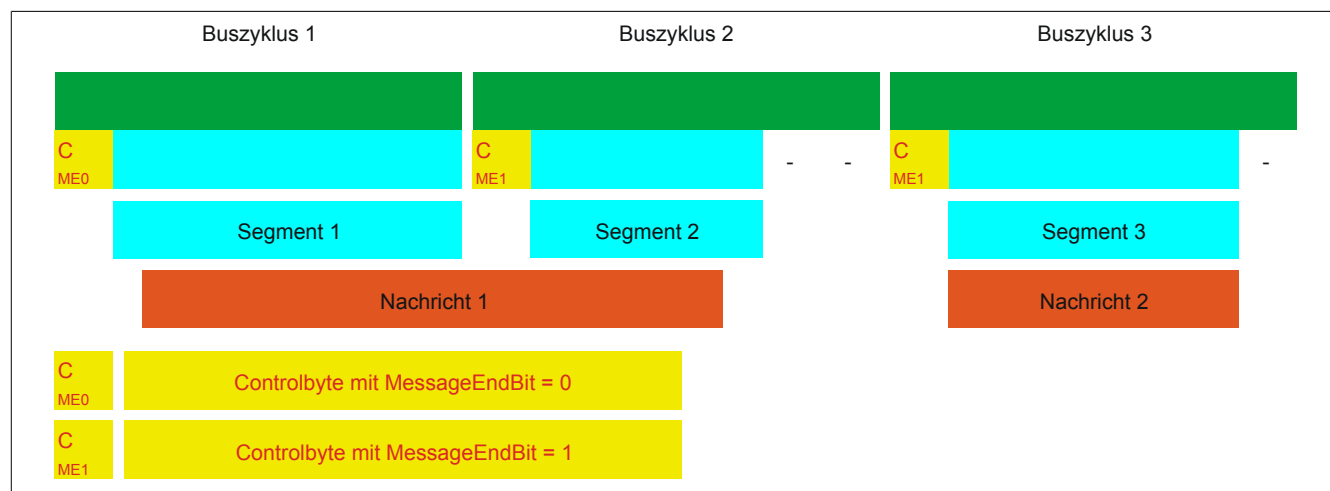 Buszyklus 1 Buszyklus 2 Buszyklus 3
C C - - C -
ME0 ME1 ME1
Segment 1 Segment 2 Segment 3
Nachricht 1 Nachricht 2
C
ME0
Controlbyte mit MessageEndBit = 0
C
ME1
Controlbyte mit MessageEndBit = 1